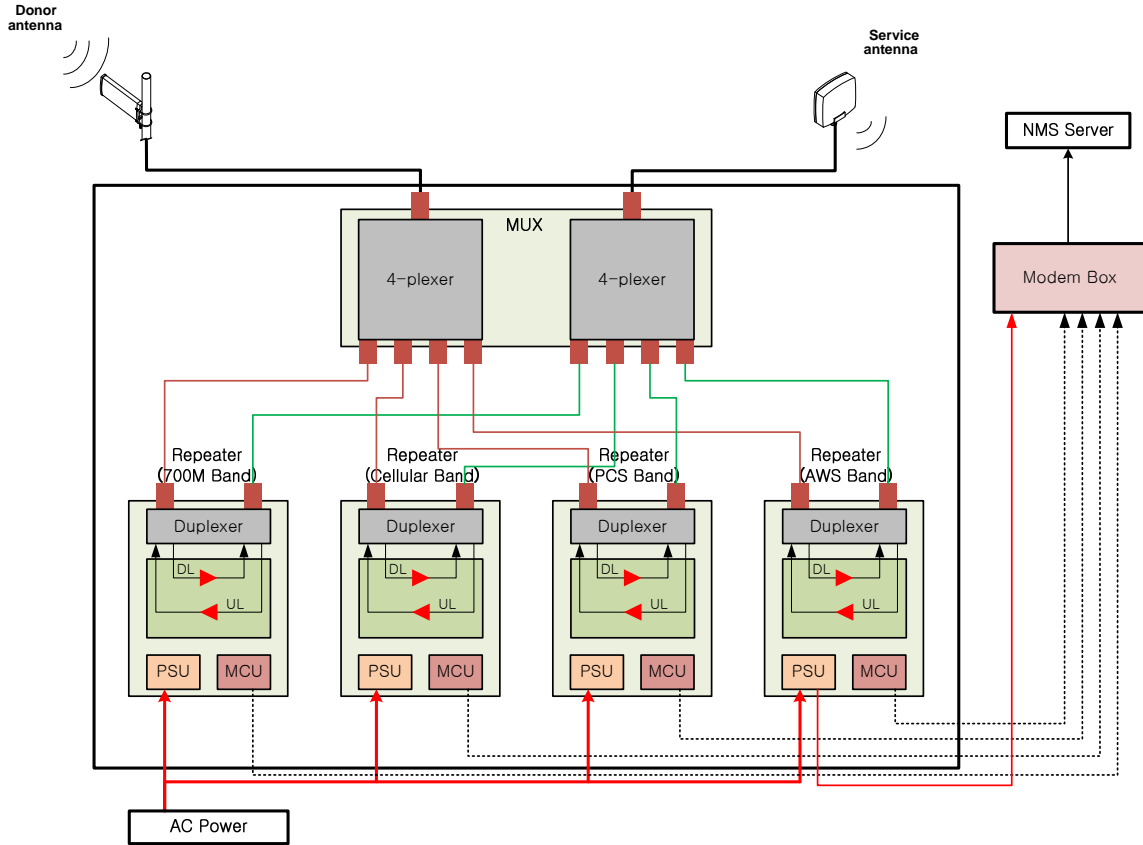 Donor
antenna
Service
antenna
NMS Server
MUX
4-plexer
4-plexer
Modem Box
Repeater
(700M Band)
Repeater
(Cellular Band)
Repeater
(PCS Band)
Repeater
(AWS Band)
Duplexer
Duplexer
Duplexer
Duplexer
DL
DL
DL
DL
UL
UL
UL
UL
PSU
MCU
PSU
MCU
PSU
MCU
PSU
MCU
AC Power